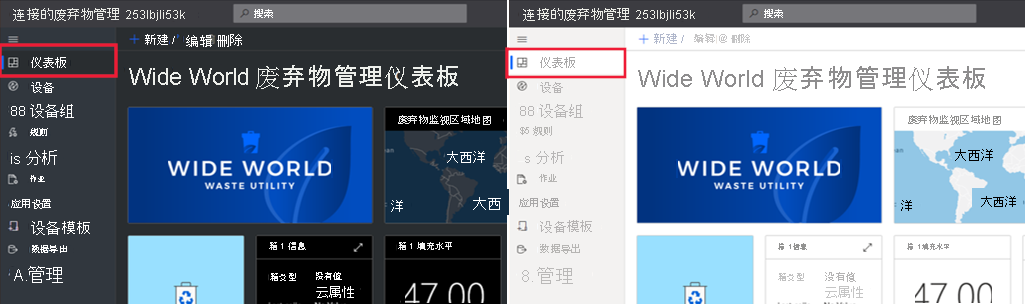 连接的废弃物管理 253lbjli53k
搜索
新建 / 编辑 删除
仪表板
设备
88 设备组
规则
is 分析
作业
应用设置
设备模板
数据导出
A.管理
Wide World 废弃物管理仪表板
WIDE WORLD
WASTE UTILITY
废弃物监视区域地图
大西洋
洋
大西
箱 1 信息
箱类型
没有值
云属性
箱 1 填充水平
47.00
连接的废弃物管理 253lbjli53k
搜索
新建 / 编辑 @ 删除
仪表板
设备
88 设备组
$5 规则
s 分析
作业
应用设置
设备模板
数据导出
8.管理
Wide World 废弃物管理仪表板
WIDE WORLD
WASTE UTILITY
废弃物监视区域地图
大西洋
洋
大西洋
箱 1信息
箱类型
没有值
云属性
箱 1 填充水平
47.00